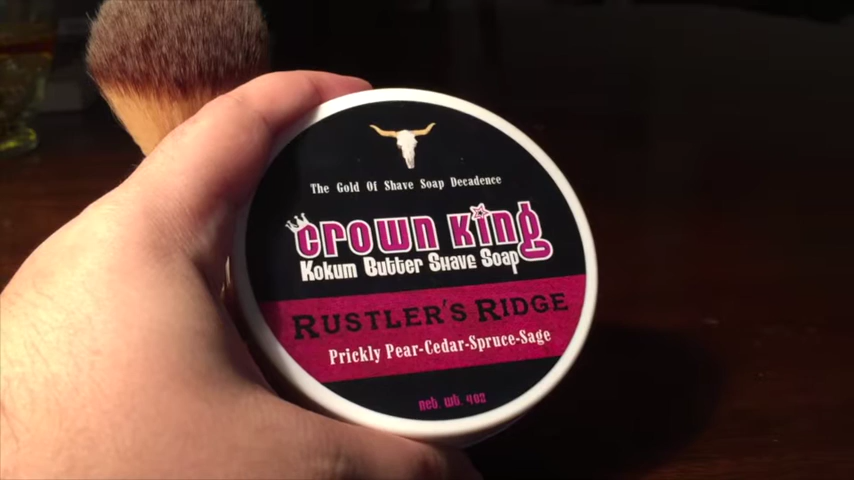 The Gold Of Shave Soap Decadence
Crown King
Kokum Butter Shave Soap
Rustler's Ridge
Prickly Pear-Cedar-Spruce-Sage
net. wt. 4oz